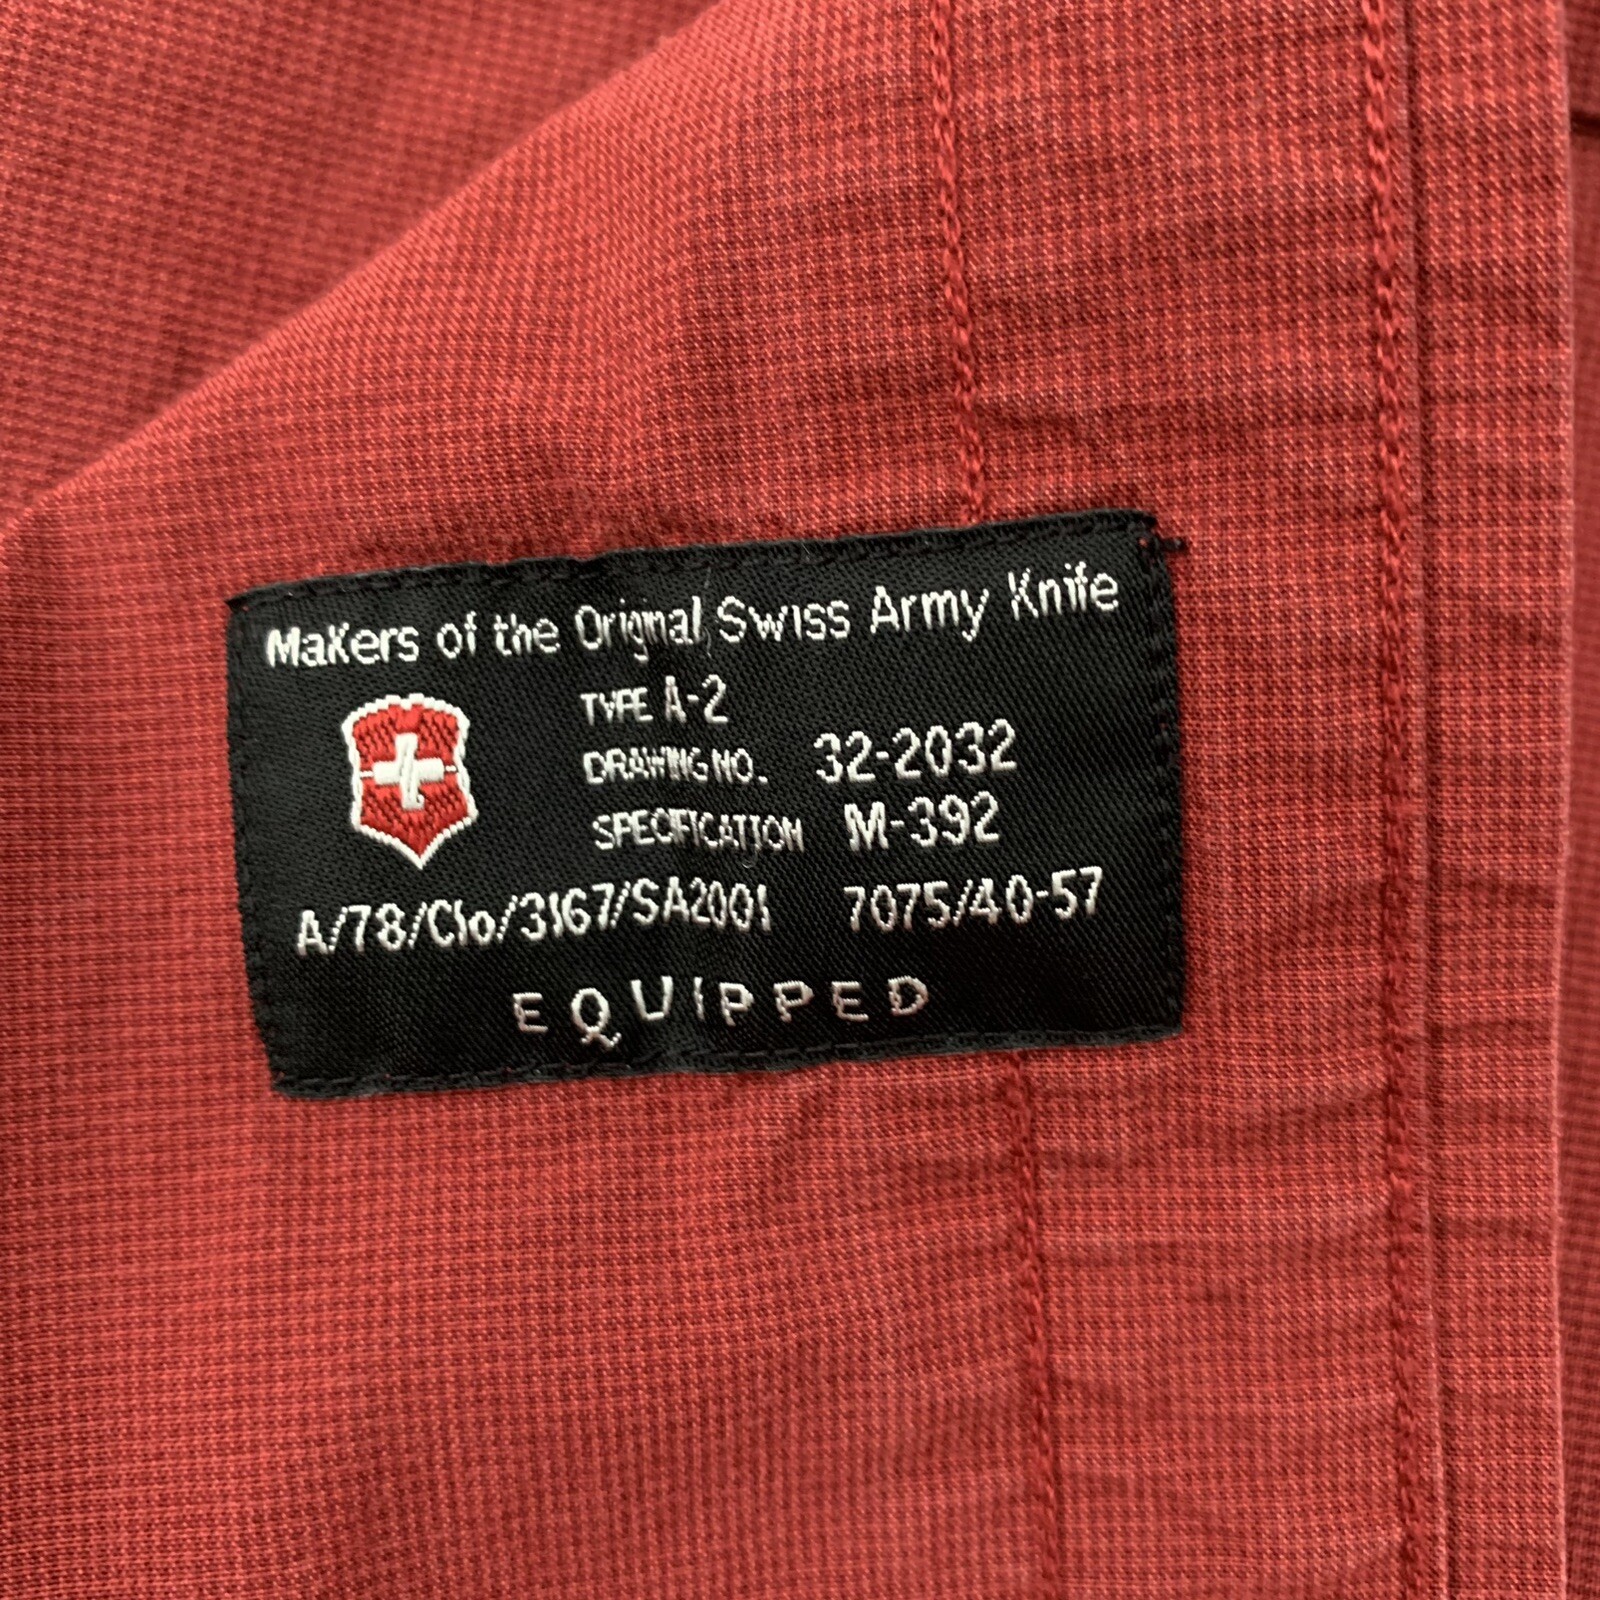 Makers of the Original Swiss Army Knife
TYPE A-2
DRAWING NO. 32-2032
SPECIFICATION M-392
A/78/Clo/3167/SA2001 7075/40-57
EQUIPPED